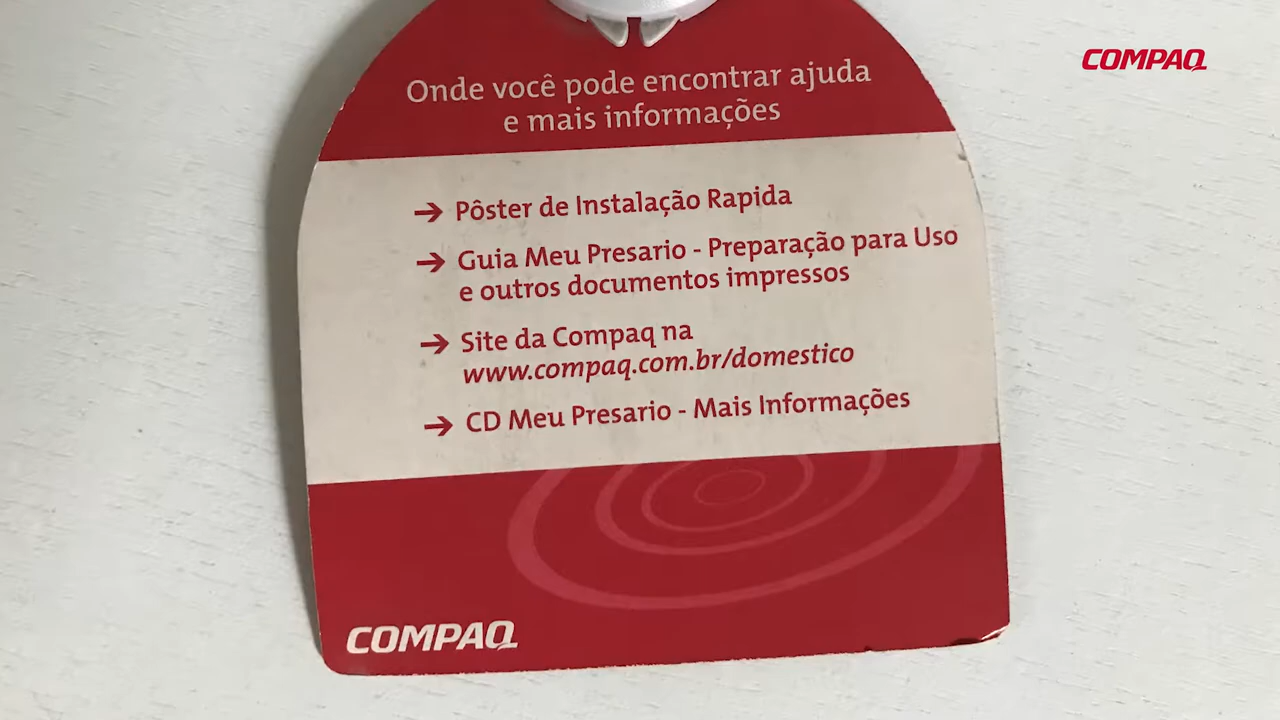 COMPAQ
Onde você pode encontrar ajuda
e mais informações
→ Pôster de Instalação Rapida
→ Guia Meu Presario - Preparação para Uso
e outros documentos impressos
→ Site da Compaq na
www.compaq.com.br/domestico
→ CD Meu Presario - Mais Informações
COMPAQ